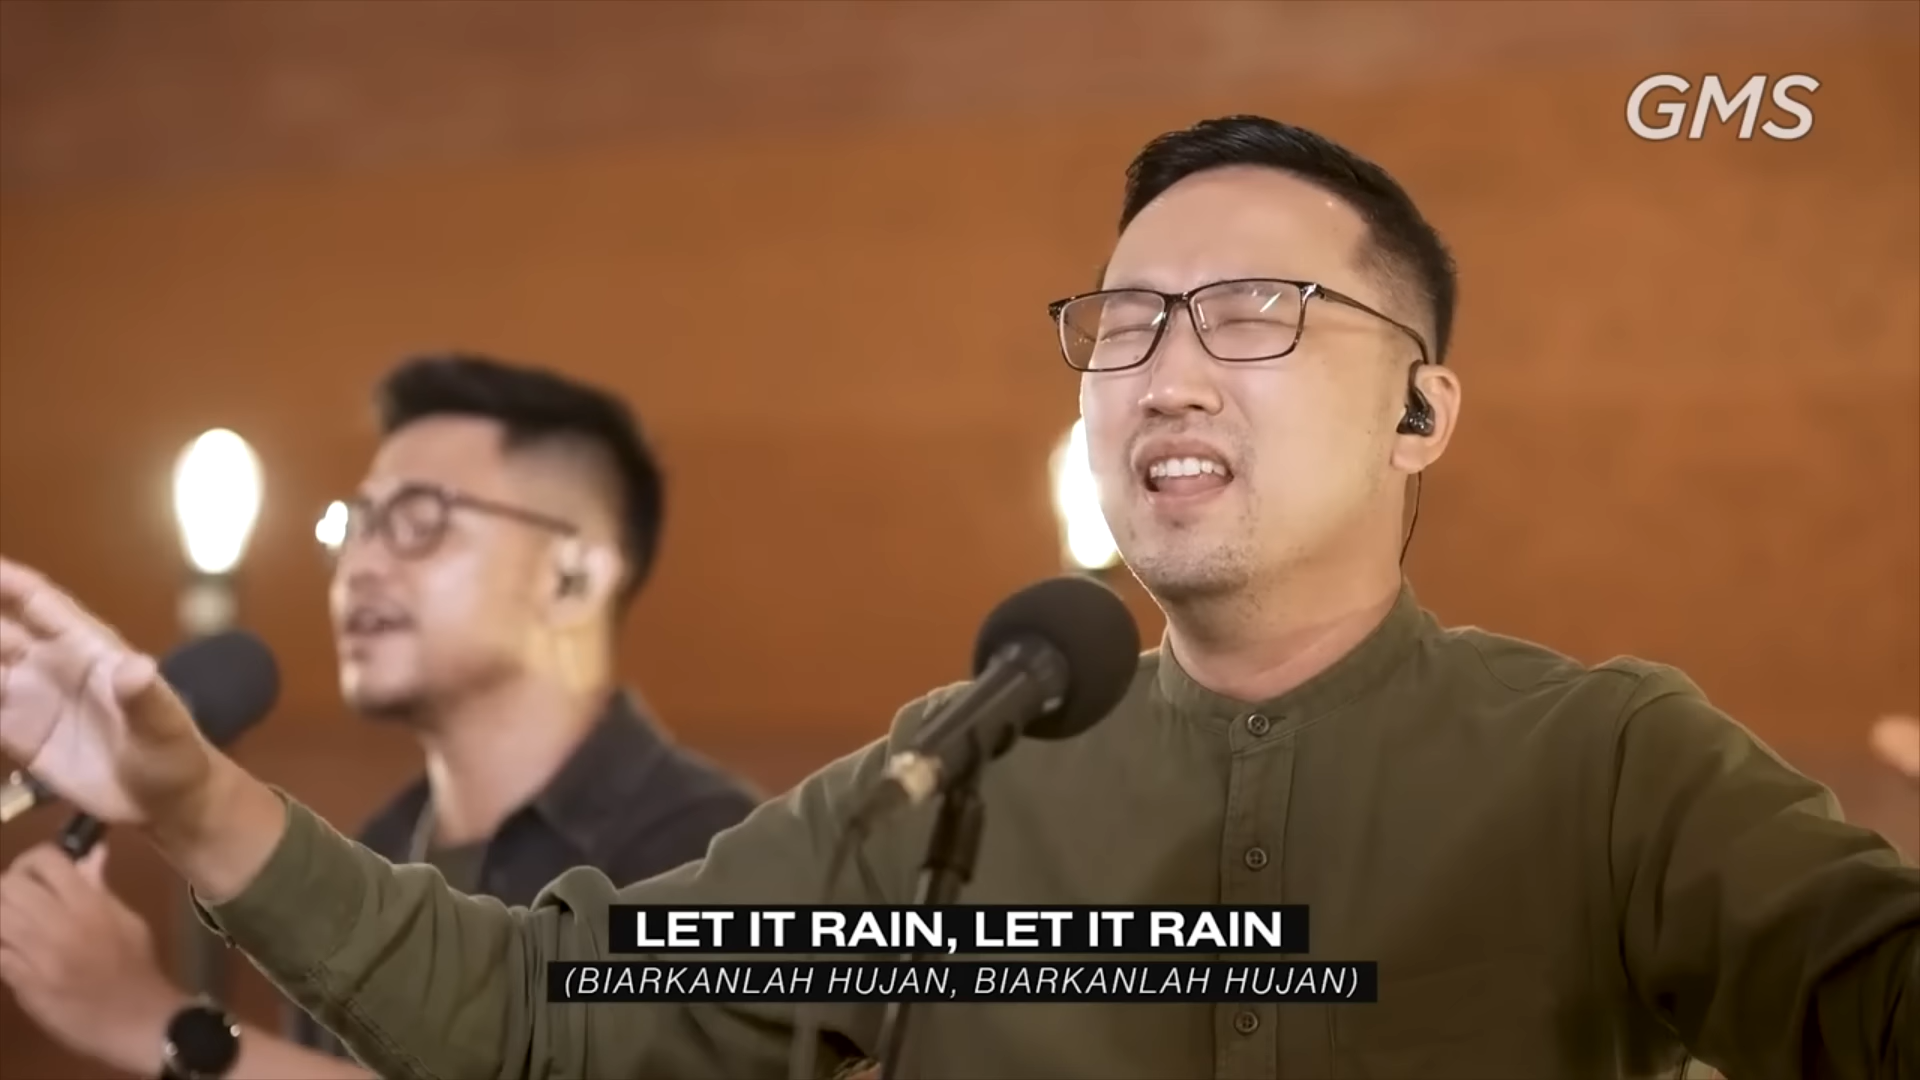 GMS
LET IT RAIN, LET IT RAIN
(BIARKANLAH HUJAN, BIARKANLAH HUJAN)